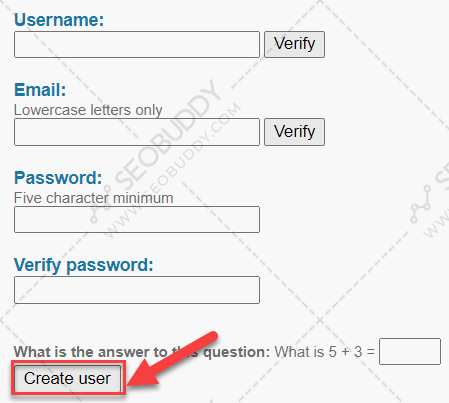 Username:
Verify
Email:
Lowercase letters only
Verify
Password:
Five character minimum
Verify password:
What is the answer to this question: What is 5 + 3 =
Create user
SEOBUDDY
WWW.SEOBUDDY.COM